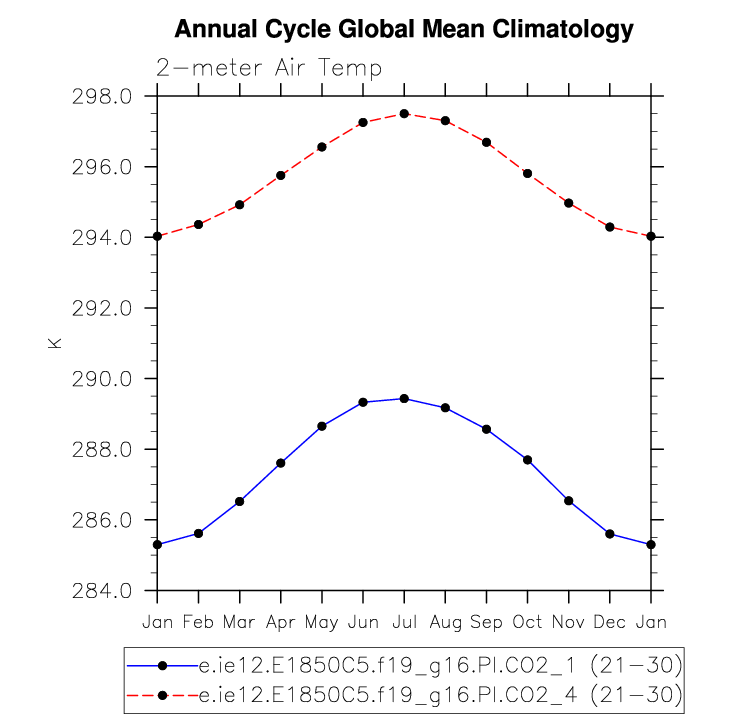 Annual Cycle Global Mean Climatology
2-meter Air Temp
298.0
296.0
294.0
292.0
K
290.0
288.0
286.0
284.0
Jan Feb Mar Apr May Jun Jul Aug Sep Oct Nov Dec Jan
e.ie12.E1850C5.f19_g16.PI.CO2_1 (21-30)
e.ie12.E1850C5.f19_g16.PI.CO2_4 (21-30)